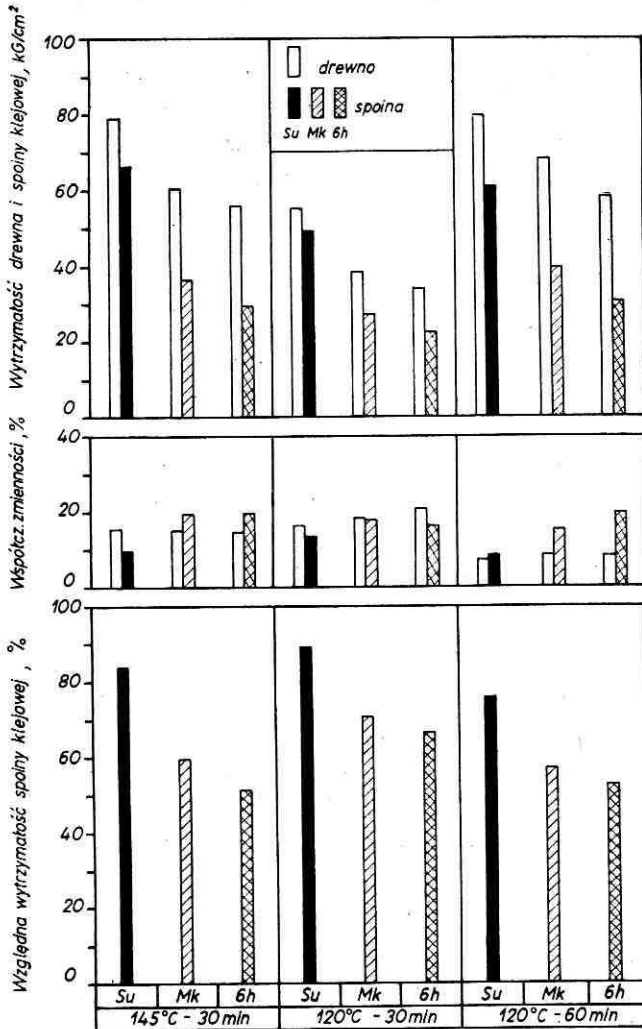 Wytrzymałość drewna i spoiny klejowej, kG/cm²
100
80
60
40
20
0
drewno
spoina
Su Mk 6h
Współcz. zmienności, %
40
20
0
Względna wytrzymałość spoiny klejowej, %
100
80
60
40
20
0
Su Mk 6h Su Mk 6h Su Mk 6h
145°C - 30 min 120°C - 30 min 120°C - 60 min